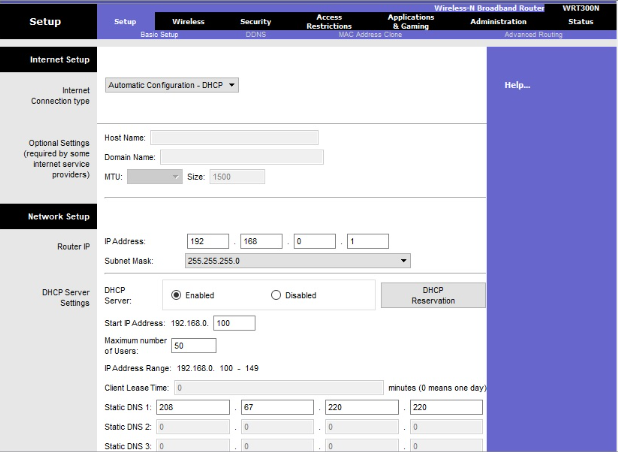 Wireless-N Broadband Router WRT300N
Setup
Setup Wireless Security Access Restrictions Applications & Gaming Administration Status
Basic Setup DDNS MAC Address Clone Advanced Routing
Internet Setup
Internet Connection type
Automatic Configuration - DHCP
Help...
Optional Settings (required by some internet service providers)
Host Name:
Domain Name:
MTU: Size: 1500
Network Setup
Router IP
IP Address: 192 . 168 . 0 . 1
Subnet Mask: 255.255.255.0
DHCP Server Settings
DHCP Server: Enabled Disabled DHCP Reservation
Start IP Address: 192.168.0. 100
Maximum number of Users: 50
IP Address Range: 192.168.0. 100 - 149
Client Lease Time: 0 minutes (0 means one day)
Static DNS 1: 208 . 67 . 220 . 220
Static DNS 2: 0 . 0 . 0 . 0
Static DNS 3: 0 . 0 . 0 . 0